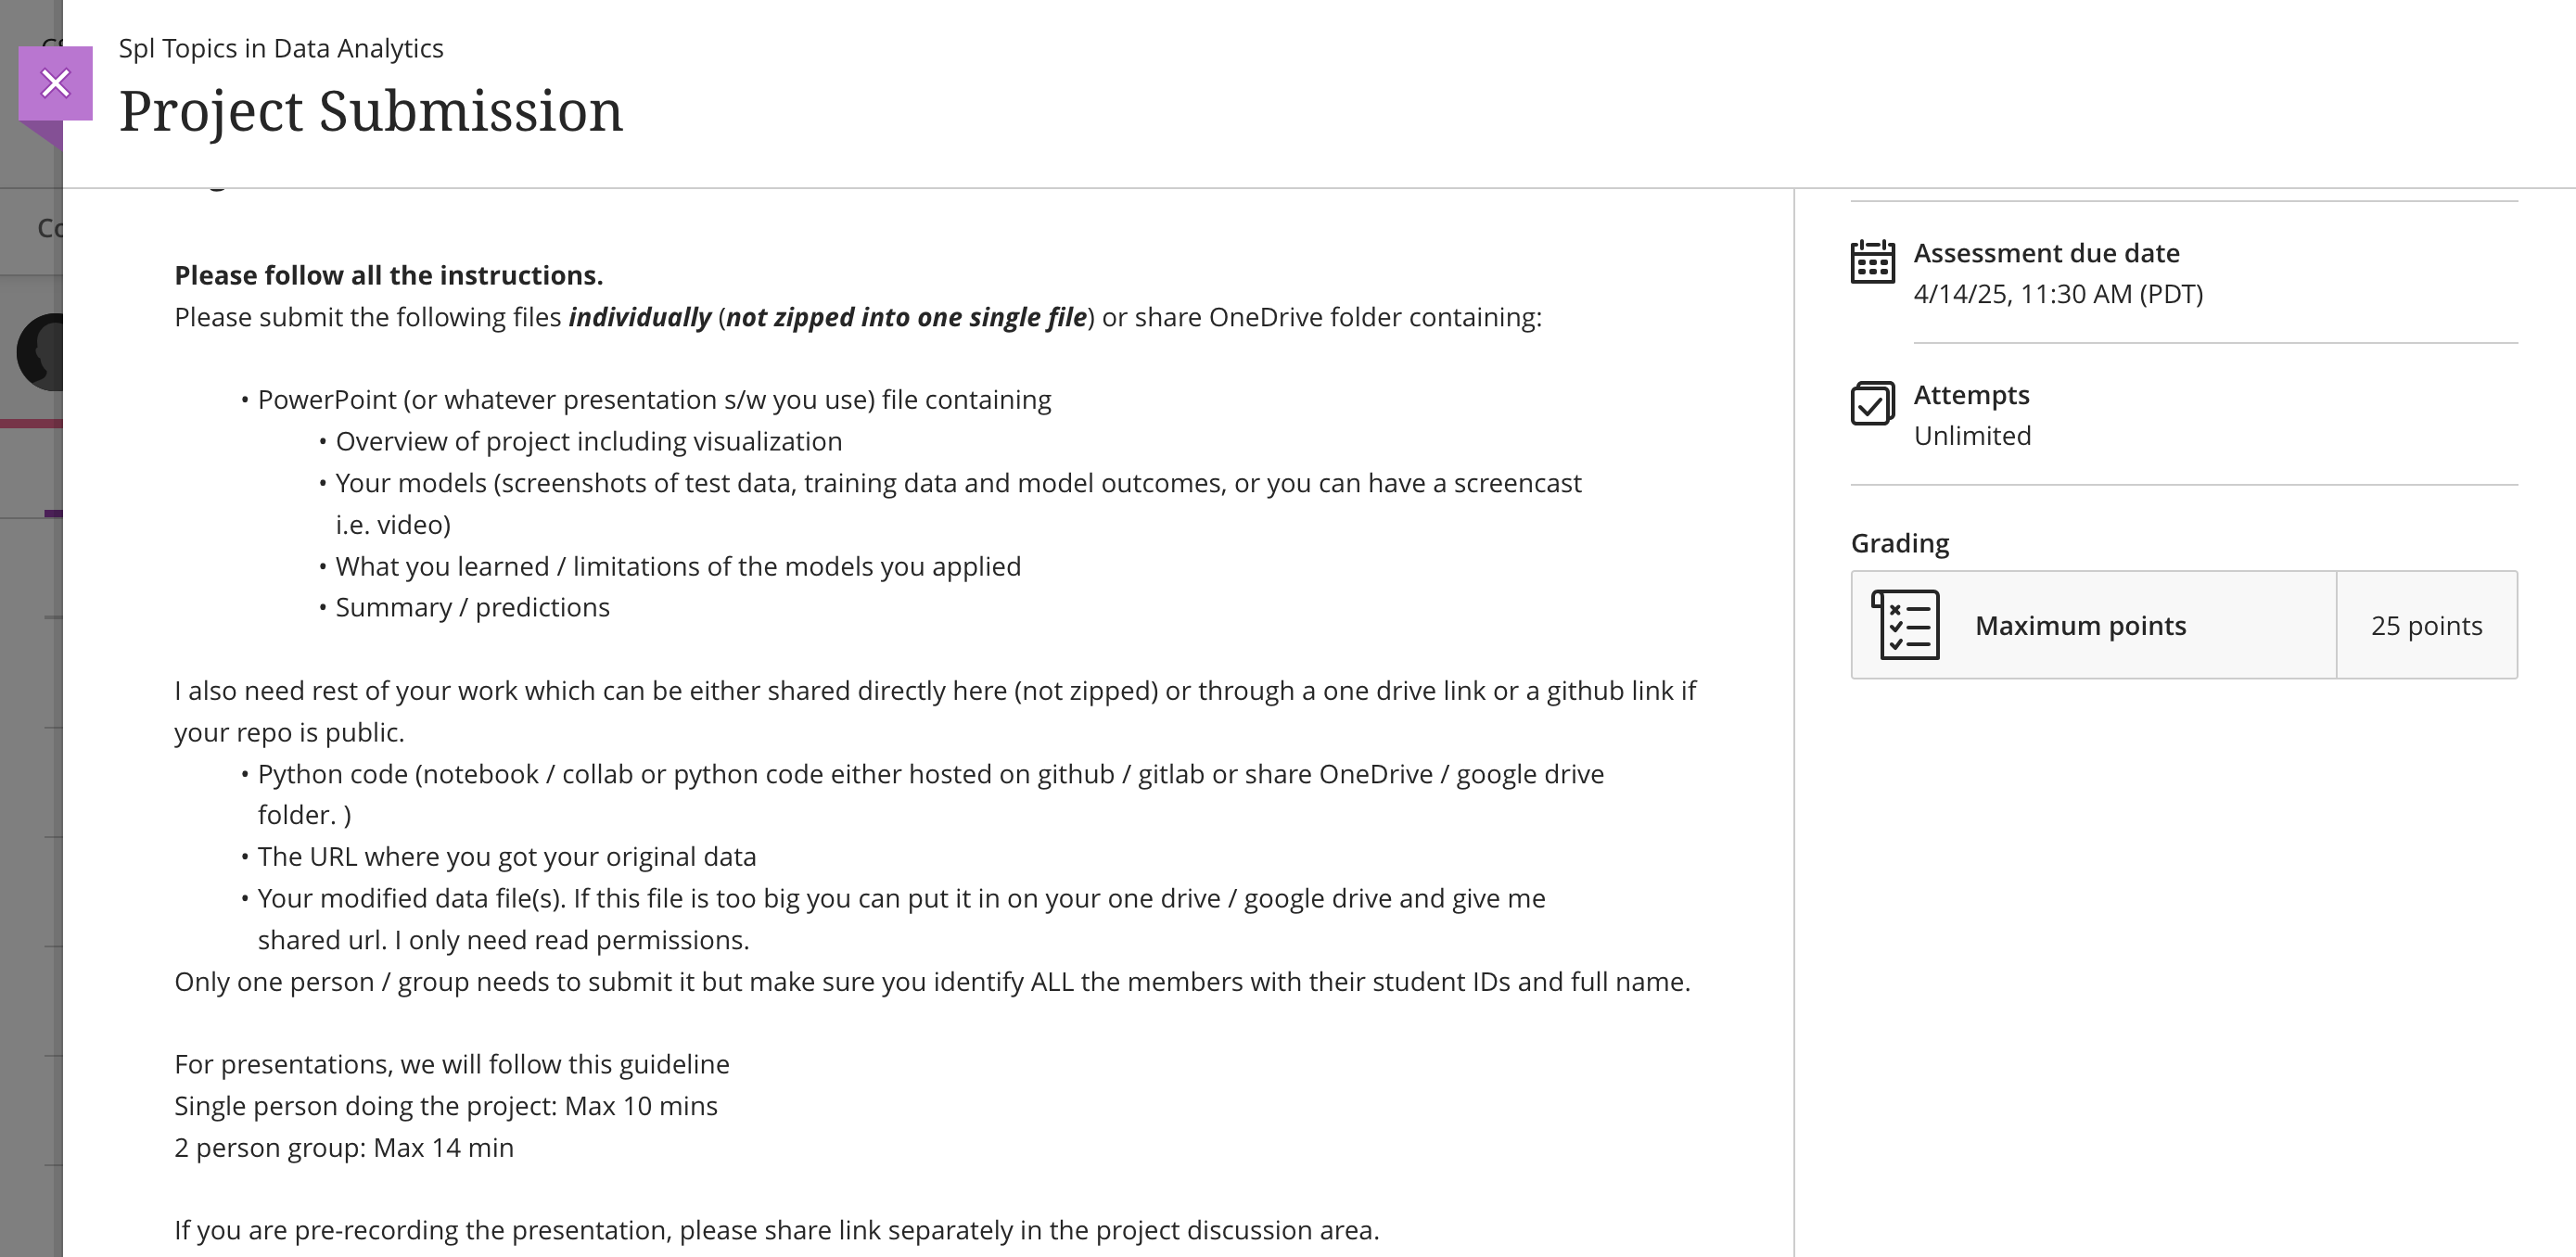 Spl Topics in Data Analytics
Project Submission
Please follow all the instructions.
Please submit the following files individually (not zipped into one single file) or share OneDrive folder containing:
• PowerPoint (or whatever presentation s/w you use) file containing
• Overview of project including visualization
• Your models (screenshots of test data, training data and model outcomes, or you can have a screencast
i.e. video)
• What you learned / limitations of the models you applied
• Summary / predictions
I also need rest of your work which can be either shared directly here (not zipped) or through a one drive link or a github link if
your repo is public.
• Python code (notebook / collab or python code either hosted on github / gitlab or share OneDrive / google drive
folder. )
• The URL where you got your original data
• Your modified data file(s). If this file is too big you can put it in on your one drive / google drive and give me
shared url. I only need read permissions.
Only one person / group needs to submit it but make sure you identify ALL the members with their student IDs and full name.
For presentations, we will follow this guideline
Single person doing the project: Max 10 mins
2 person group: Max 14 min
If you are pre-recording the presentation, please share link separately in the project discussion area.
Assessment due date
4/14/25, 11:30 AM (PDT)
Attempts
Unlimited
Grading
Maximum points
25 points